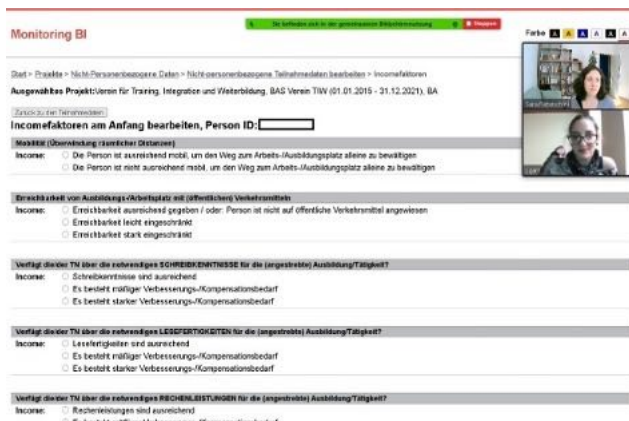 Sie befinden sich in der gemeinsamen Bildschirmnutzung
Stoppen
Monitoring BI
Farbe A A A A A A
Start > Projekte > Nicht-Personenbezogene Daten > Nicht-personenbezogene Teilnahmedaten bearbeiten > Incomefaktoren
Ausgewähltes Projekt:Verein für Training, Integration und Weiterbildung, BAS Verein TIW (01.01.2015 - 31.12.2021), BA
Zurück zu den Teilnahmedaten
Incomefaktoren am Anfang bearbeiten, Person ID:
Mobilität (Überwindung räumlicher Distanzen)
Income: Die Person ist ausreichend mobil, um den Weg zum Arbeits-/Ausbildungsplatz alleine zu bewältigen
Die Person ist nicht ausreichend mobil, um den Weg zum Arbeits-/Ausbildungsplatz alleine zu bewältigen
Erreichbarkeit von Ausbildungs-/Arbeitsplatz mit (öffentlichen) Verkehrsmitteln
Income: Erreichbarkeit ausreichend gegeben / oder: Person ist nicht auf öffentliche Verkehrsmittel angewiesen
Erreichbarkeit leicht eingeschränkt
Erreichbarkeit stark eingeschränkt
Verfügt die/der TN über die notwendigen SCHREIBKENNTNISSE für die (angestrebte) Ausbildung/Tätigkeit?
Income: Schreibkenntnisse sind ausreichend
Es besteht mäßiger Verbesserungs-/Kompensationsbedarf
Es besteht starker Verbesserungs-/Kompensationsbedarf
Verfügt die/der TN über die notwendigen LESEFERTIGKEITEN für die (angestrebte) Ausbildung/Tätigkeit?
Income: Lesefertigkeiten sind ausreichend
Es besteht mäßiger Verbesserungs-/Kompensationsbedarf
Es besteht starker Verbesserungs-/Kompensationsbedarf
Verfügt die/der TN über die notwendigen RECHENLEISTUNGEN für die (angestrebte) Ausbildung/Tätigkeit?
Income: Rechenleistungen sind ausreichend